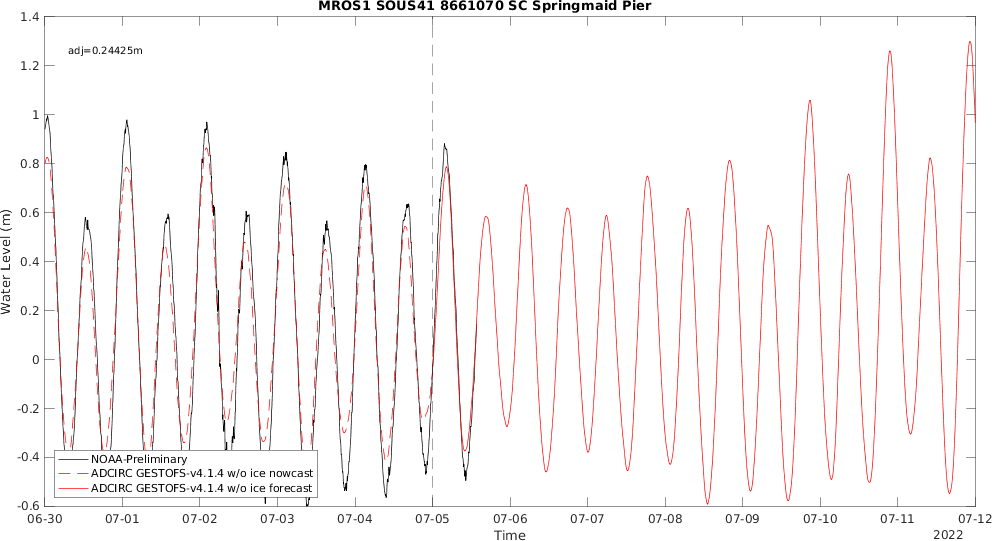 MROS1 SOUS41 8661070 SC Springmaid Pier
adj=0.24425m
1.4
1.2
1
0.8
0.6
0.4
0.2
0
-0.2
-0.4
-0.6
Water Level (m)
NOAA-Preliminary
ADCIRC GESTOFS-v4.1.4 w/o ice nowcast
ADCIRC GESTOFS-v4.1.4 w/o ice forecast
06-30 07-01 07-02 07-03 07-04 07-05 07-06 07-07 07-08 07-09 07-10 07-11 07-12
Time
2022